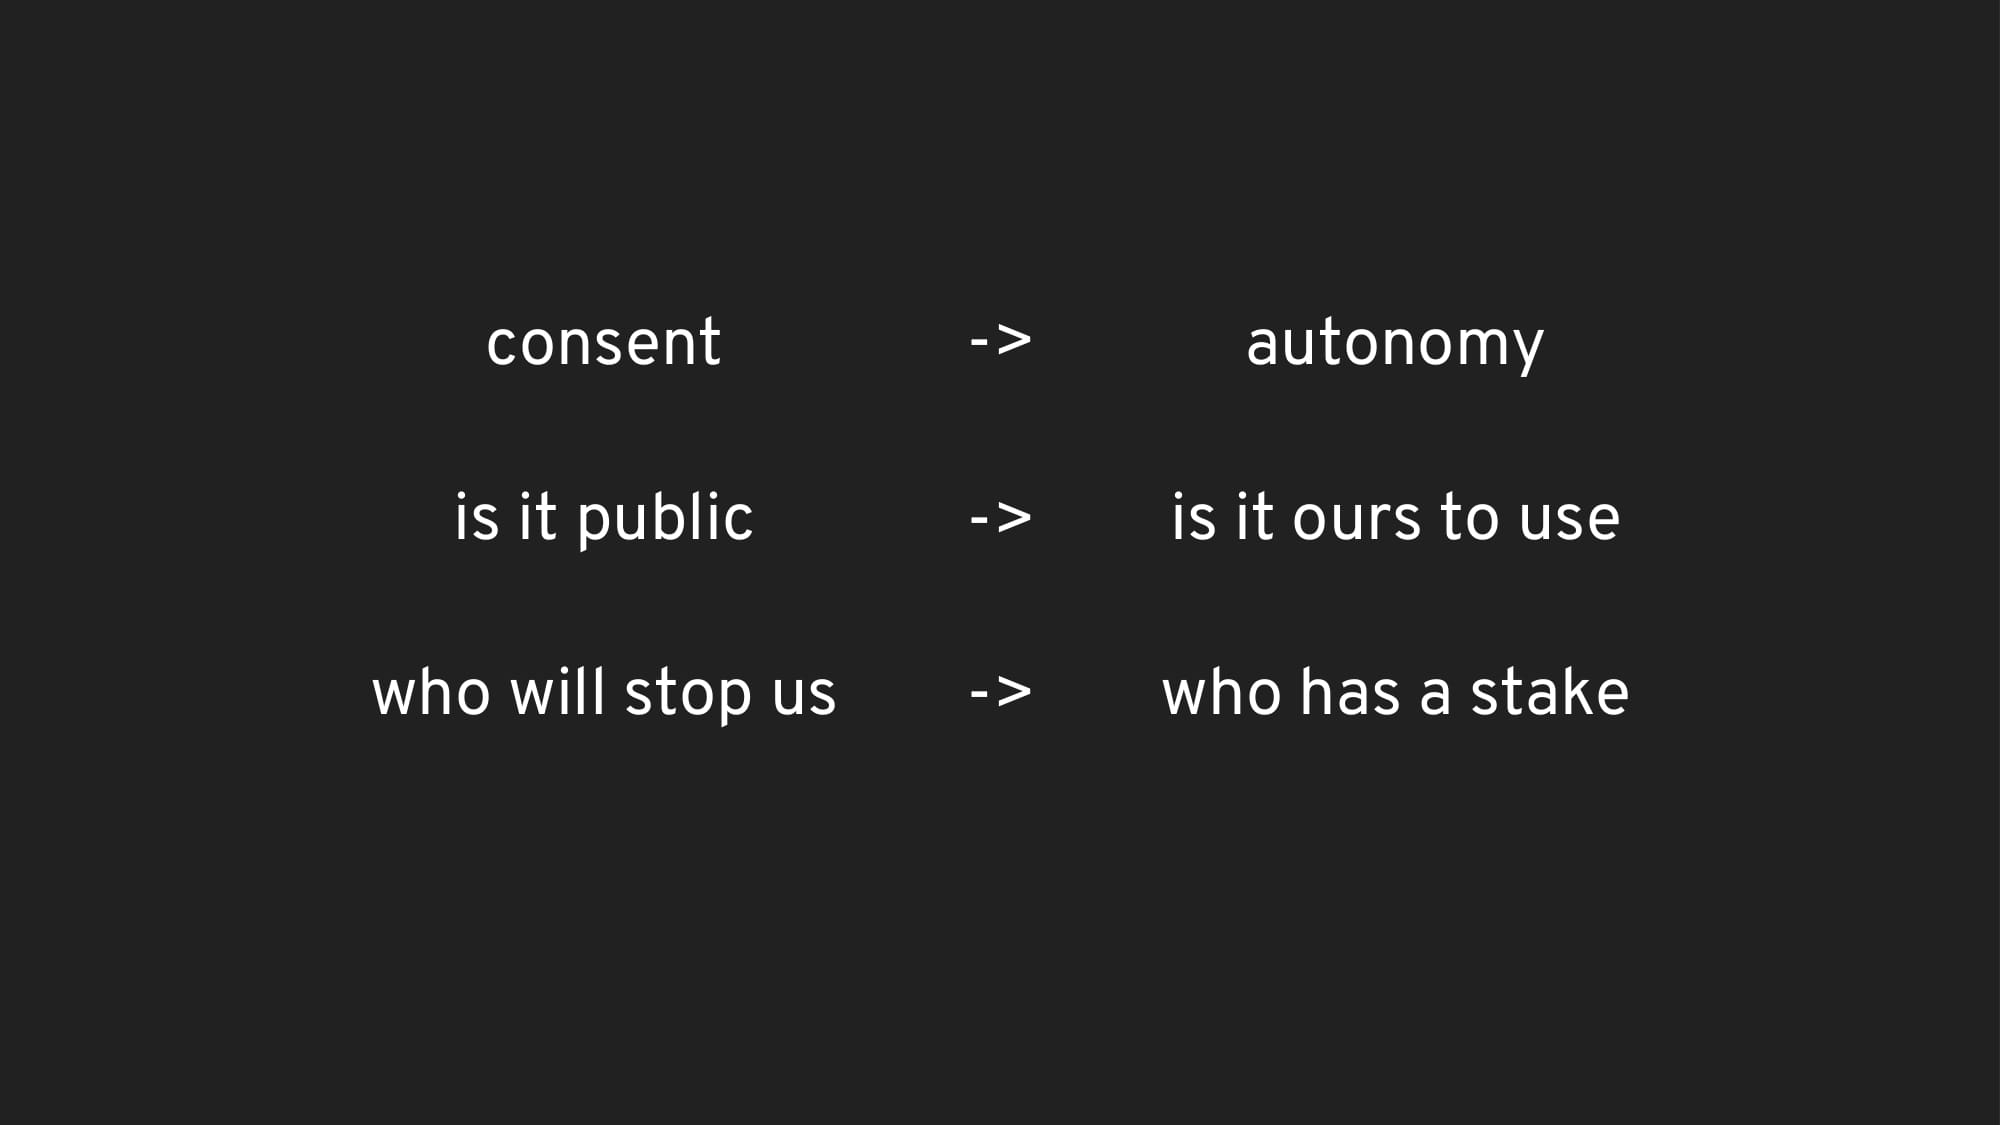 consent -> autonomy
is it public -> is it ours to use
who will stop us -> who has a stake